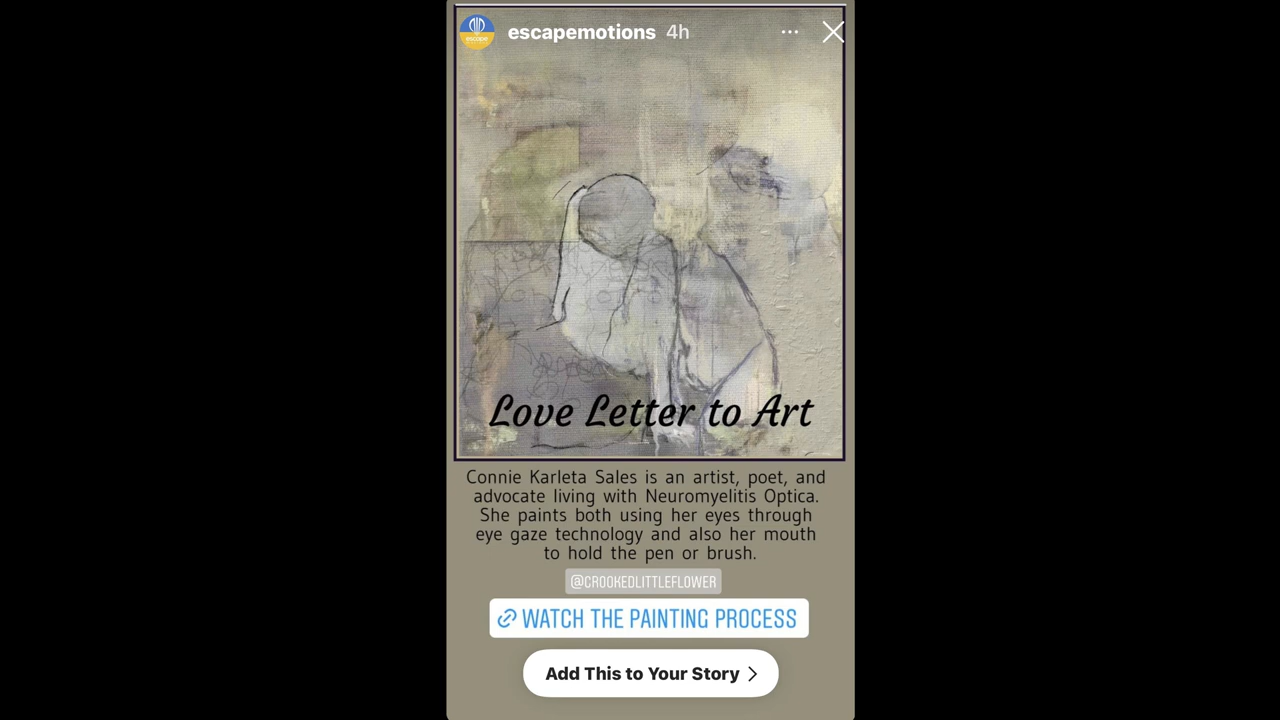 escape
escapemotions 4h
Love Letter to Art
Connie Karleta Sales is an artist, poet, and
advocate living with Neuromyelitis Optica.
She paints both using her eyes through
eye gaze technology and also her mouth
to hold the pen or brush.
@CROOKEDLITTLEFLOWER
WATCH THE PAINTING PROCESS
Add This to Your Story